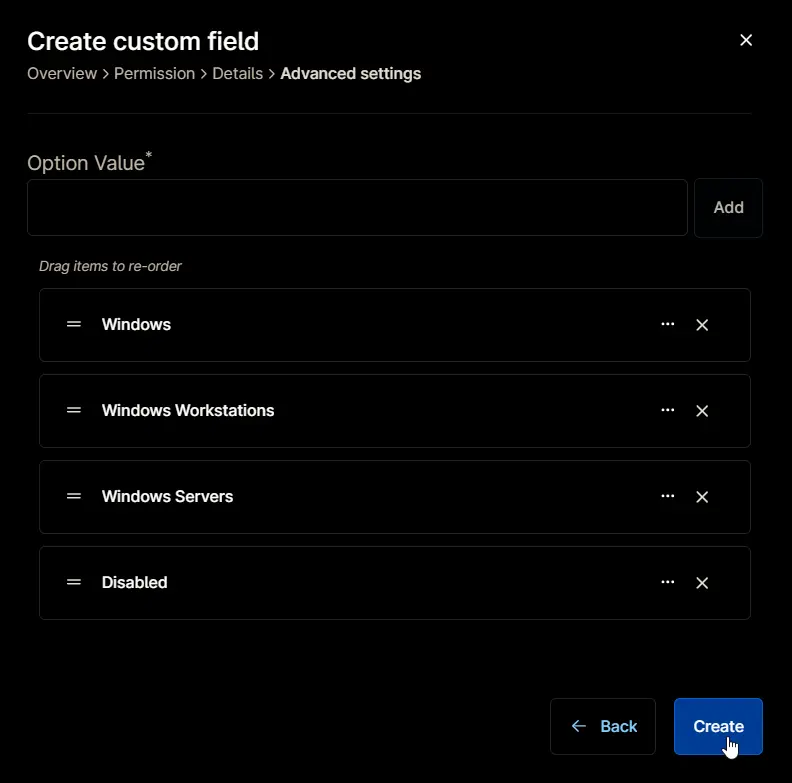 Create custom field
Overview > Permission > Details > Advanced settings
Option Value*
Add
Drag items to re-order
Windows
Windows Workstations
Windows Servers
Disabled
Back
Create